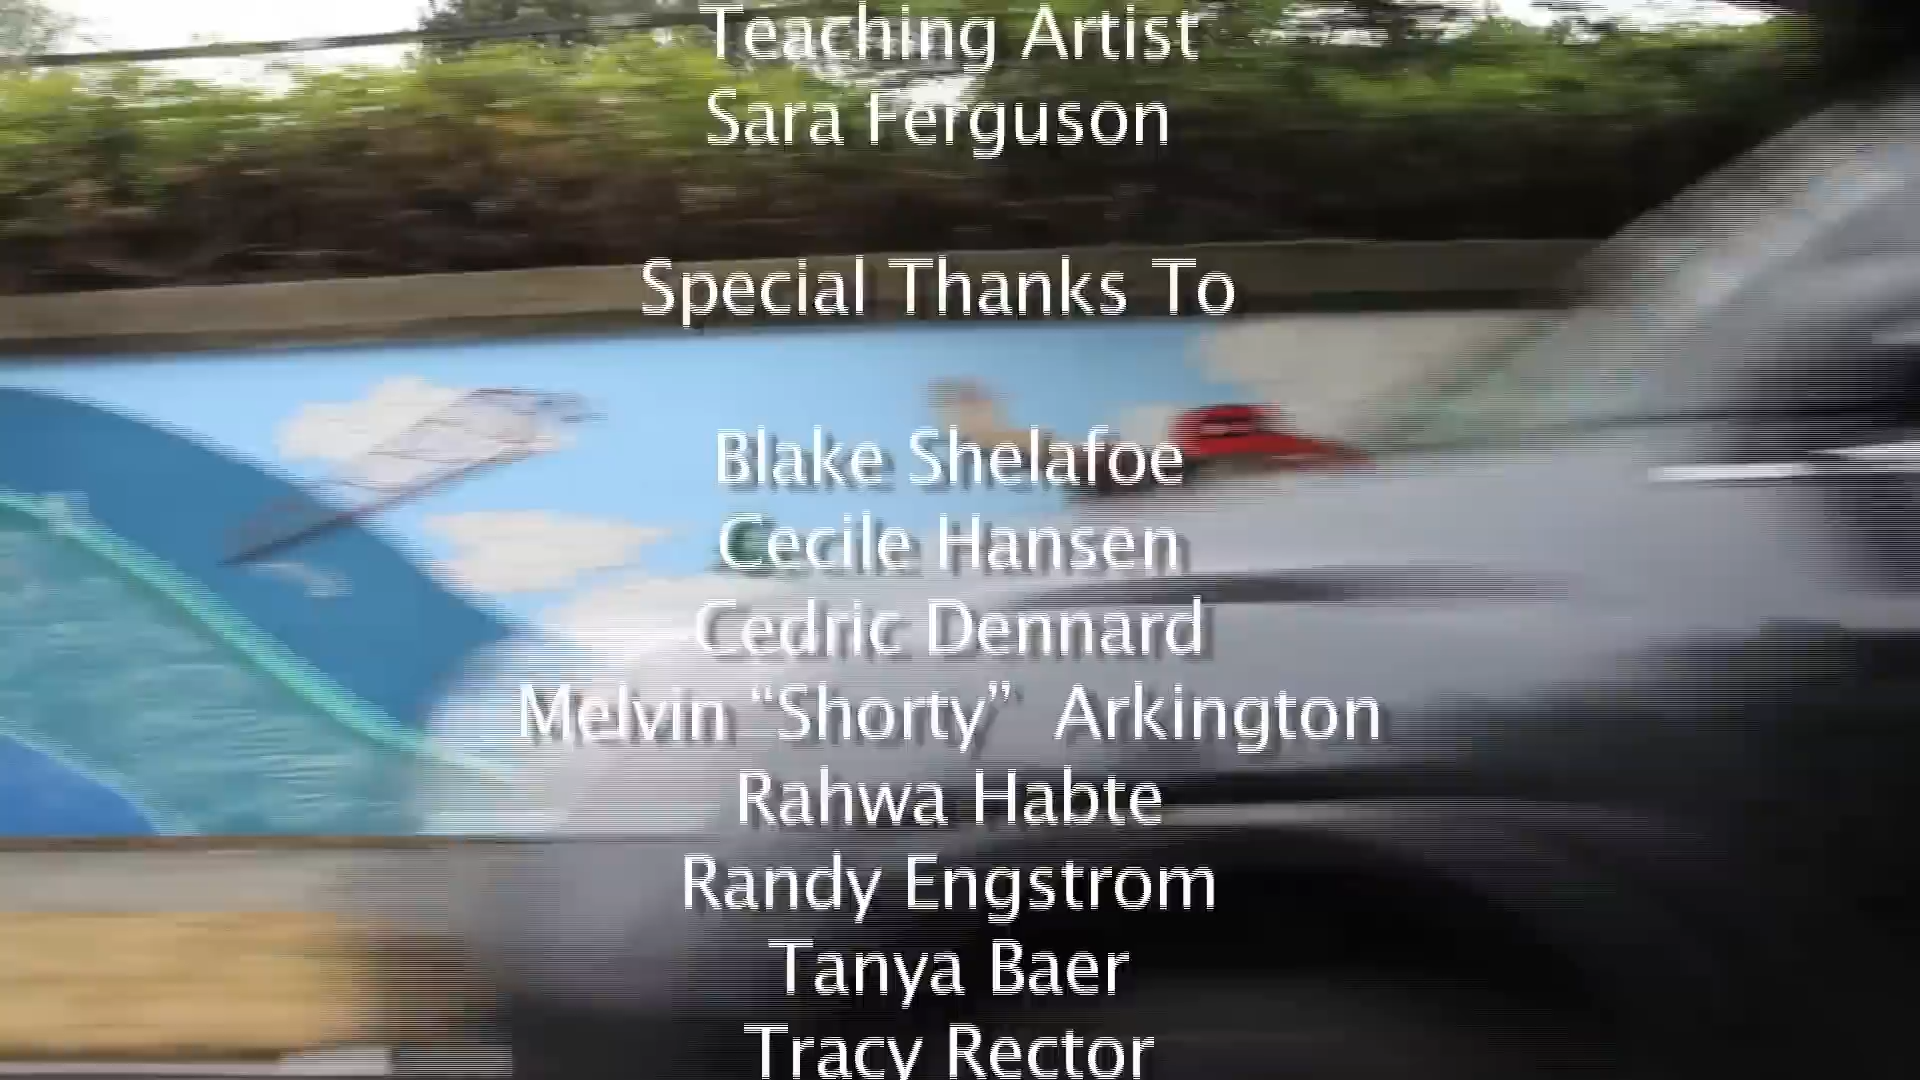 Teaching Artist
Sara Ferguson
Special Thanks To
Blake Shelafoe
Cecile Hansen
Cedric Dennard
Melvin “Shorty” Arkington
Rahwa Habte
Randy Engstrom
Tanya Baer
Tracy Rector